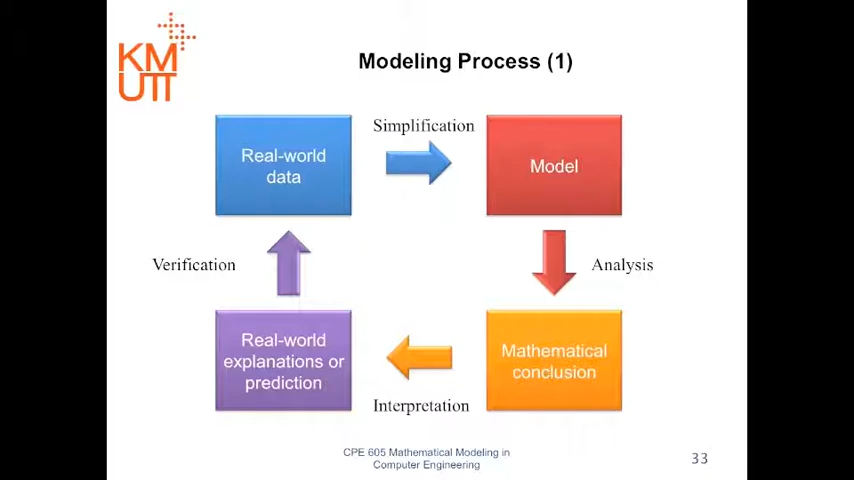 KM
UTT
Modeling Process (1)
Simplification
Real-world
data
Model
Verification
Analysis
Real-world
explanations or
prediction
Mathematical
conclusion
Interpretation
CPE 605 Mathematical Modeling in
Computer Engineering
33